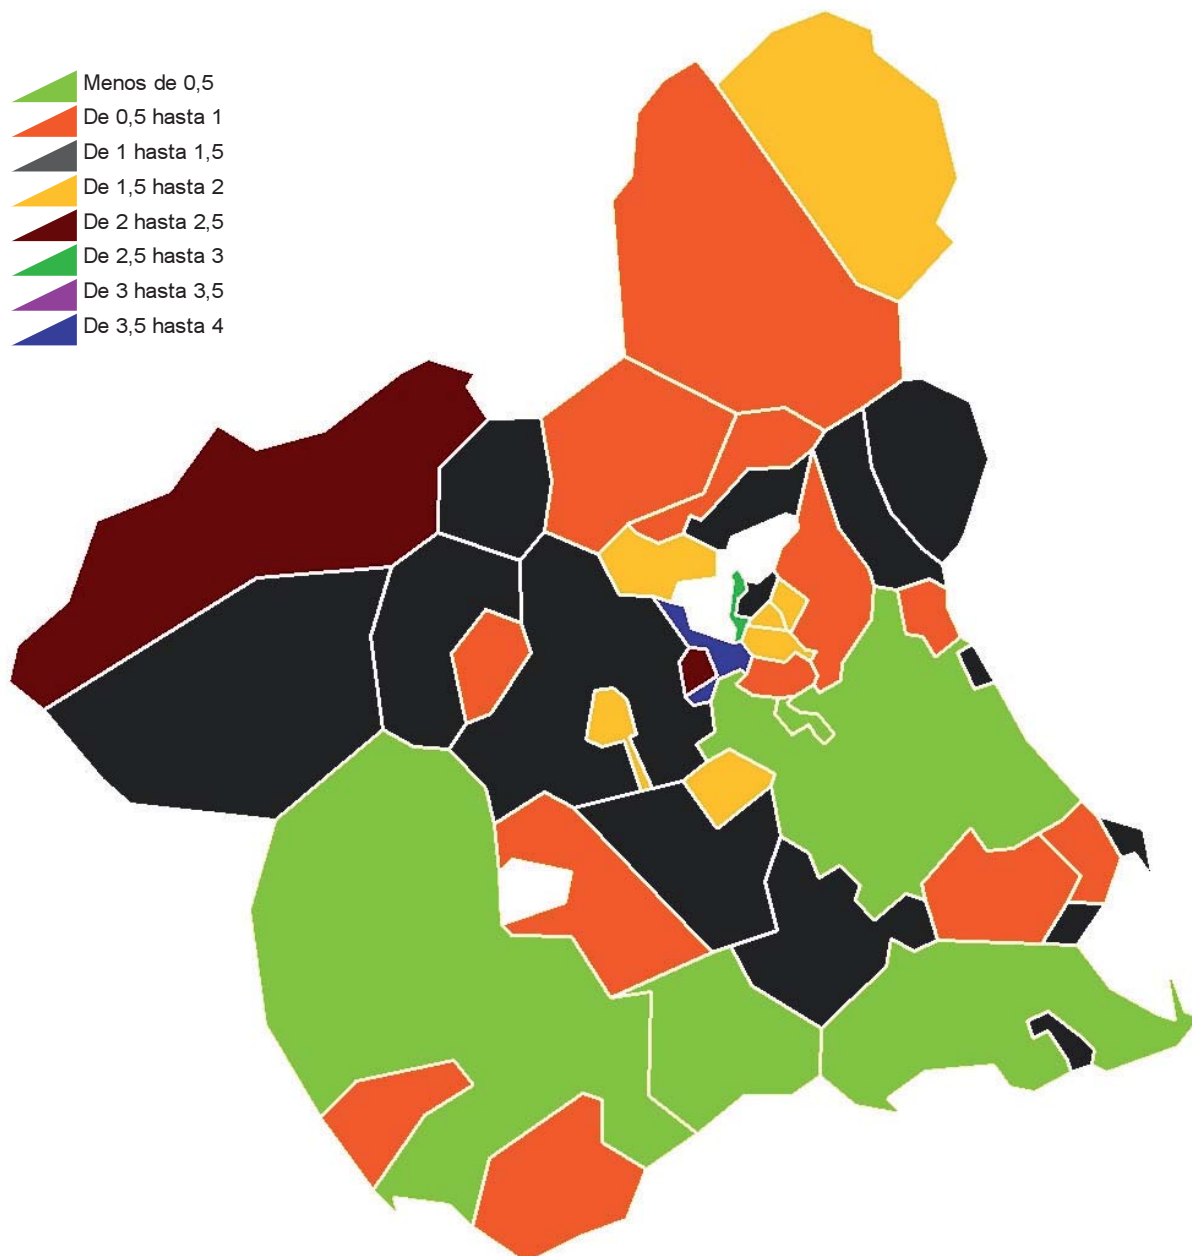 Menos de 0,5
De 0,5 hasta 1
De 1 hasta 1,5
De 1,5 hasta 2
De 2 hasta 2,5
De 2,5 hasta 3
De 3 hasta 3,5
De 3,5 hasta 4